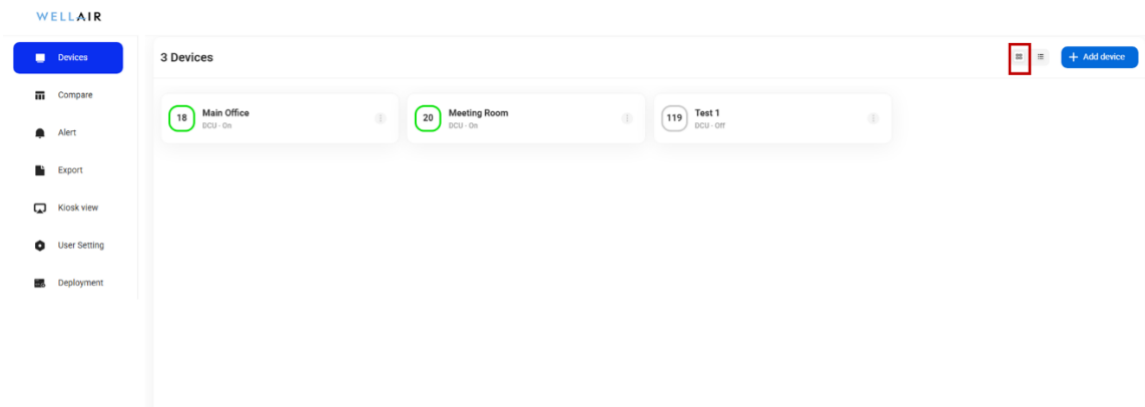 WELLAIR
Devices
Compare
Alert
Export
Kiosk view
User Setting
Deployment
3 Devices
+ Add device
18
Main Office
DCU - On
20
Meeting Room
DCU - On
119
Test 1
DCU - Off